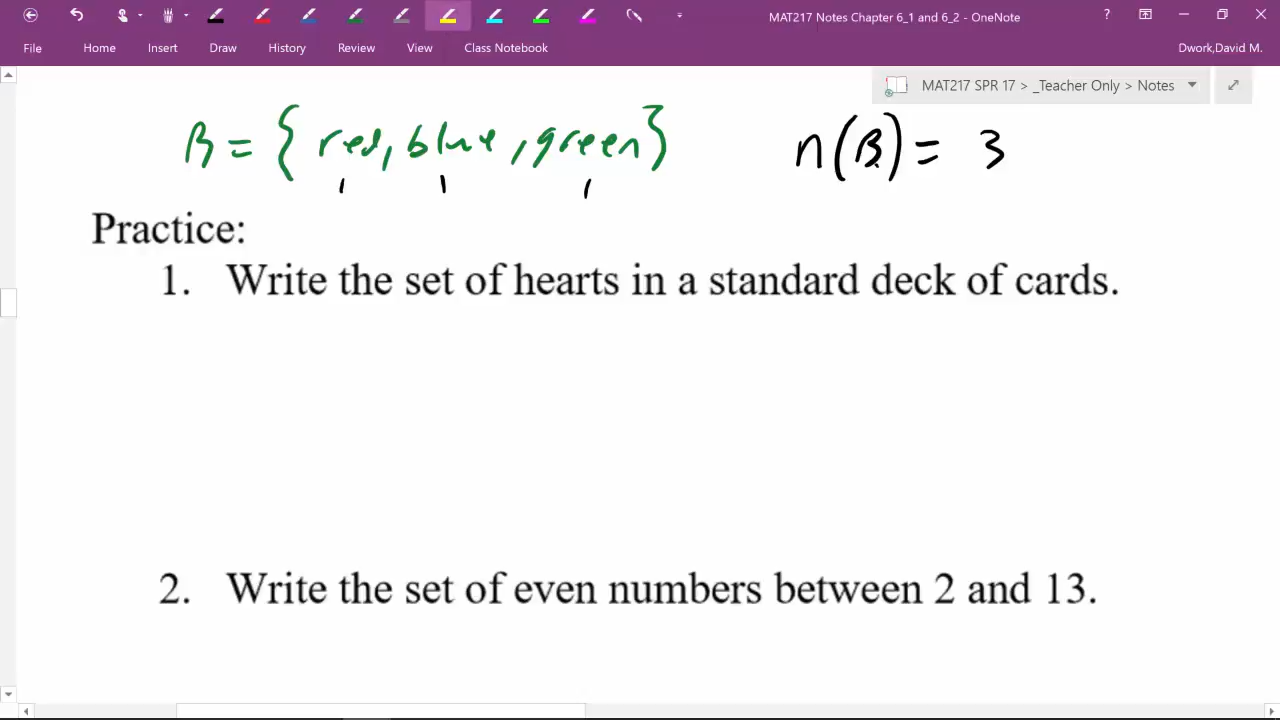 MAT217 Notes Chapter 6_1 and 6_2 - OneNote
?
File Home Insert Draw History Review View Class Notebook Dwork,David M.
MAT217 SPR 17 > _Teacher Only > Notes
B = { red, blue, green} n(B) = 3
Practice:
1. Write the set of hearts in a standard deck of cards.
2. Write the set of even numbers between 2 and 13.